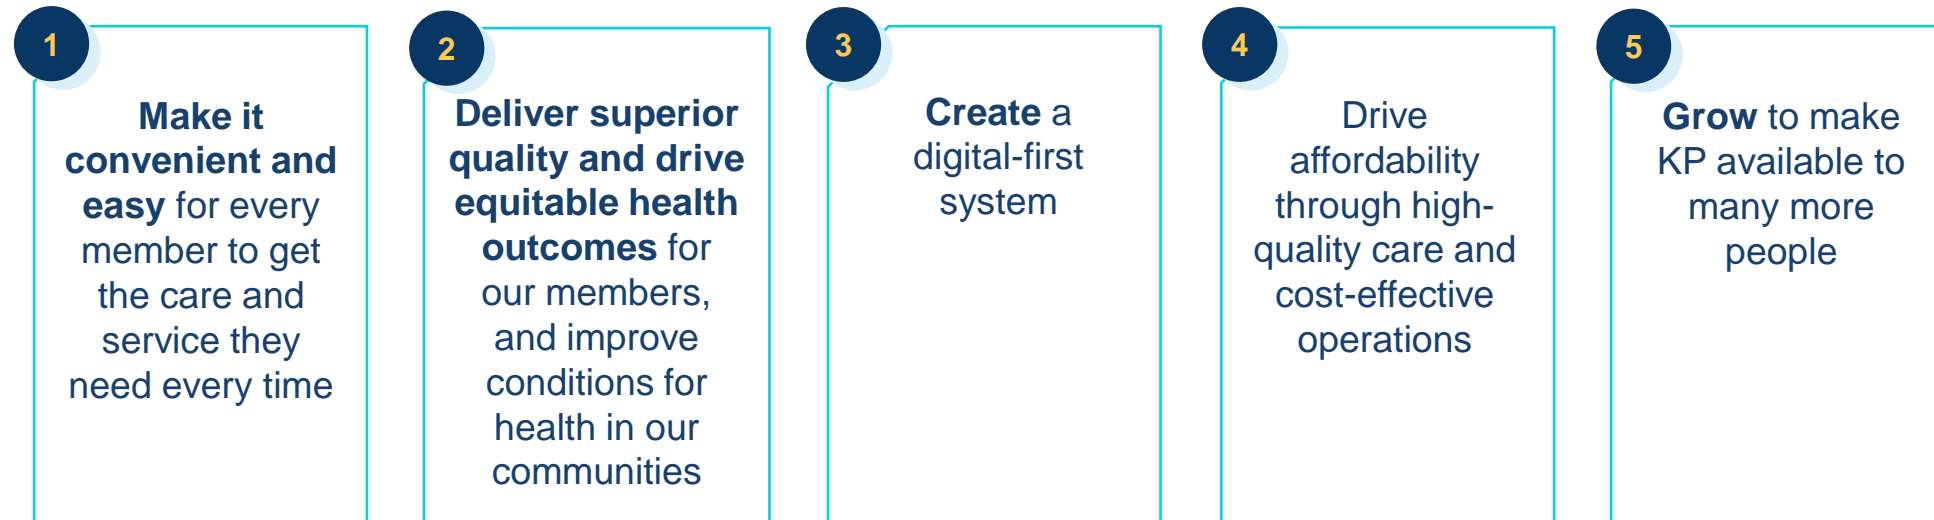 1
Make it
convenient and
easy for every
member to get
the care and
service they
need every time
2
Deliver superior
quality and drive
equitable health
outcomes for
our members,
and improve
conditions for
health in our
communities
3
Create a
digital-first
system
4
Drive
affordability
through high-
quality care and
cost-effective
operations
5
Grow to make
KP available to
many more
people